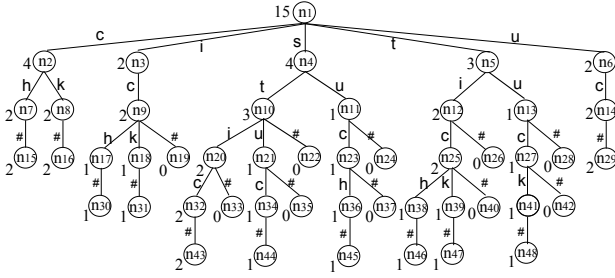 15 n1
c i s t u
4 n2 2 n3 4 n4 3 n5 2 n6
h k c t u i u c
2 n7 2 n8 2 n9 3 n10 1 n11 2 n12 1 n13 2 n14
# # h k # i u # c # c # c # #
2 n15 2 n16 1 n17 1 n18 0 n19 2 n20 1 n21 0 n22 1 n23 0 n24 2 n25 0 n26 1 n27 0 n28 2 n29
# # c # c # h # h k # k #
1 n30 1 n31 2 n32 0 n33 1 n34 0 n35 1 n36 0 n37 1 n38 1 n39 0 n40 1 n41 0 n42
# # # # # #
2 n43 1 n44 1 n45 1 n46 1 n47 1 n48